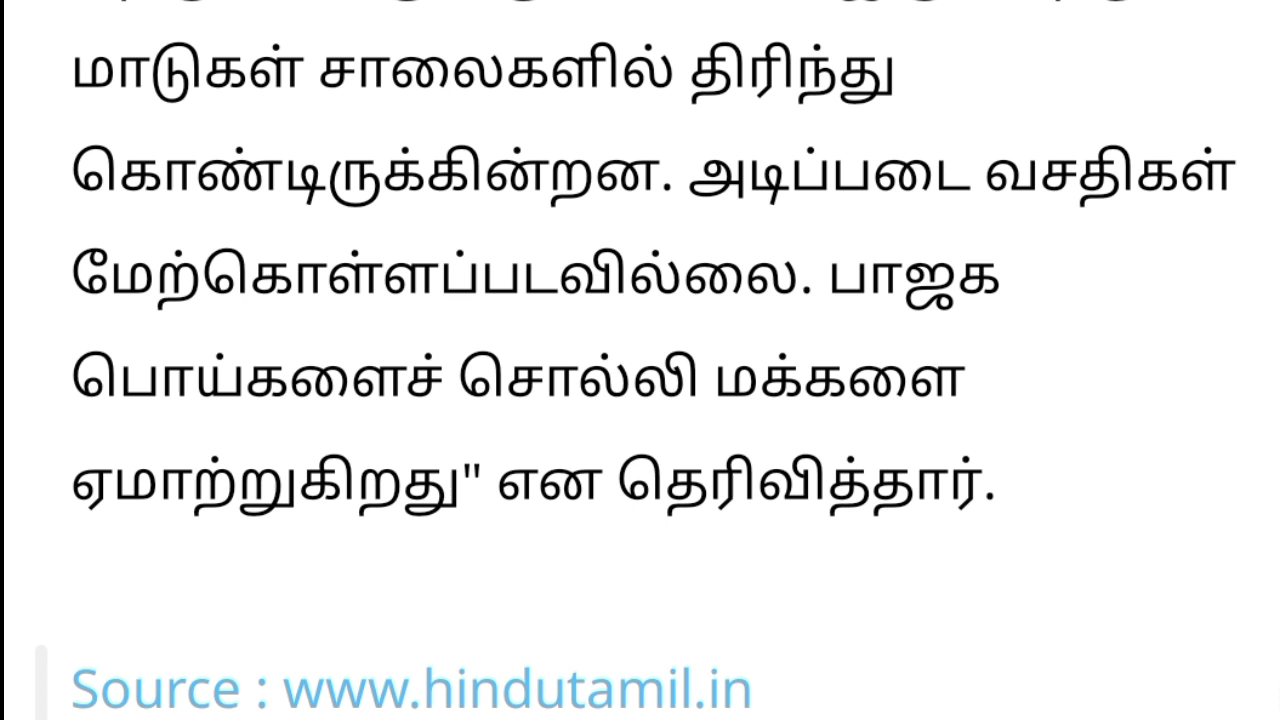 மாடுகள் சாலைகளில் திரிந்து
கொண்டிருக்கின்றன. அடிப்படை வசதிகள்
மேற்கொள்ளப்படவில்லை. பாஜக
பொய்களைச் சொல்லி மக்களை
ஏமாற்றுகிறது" என தெரிவித்தார்.
Source : www.hindutamil.in